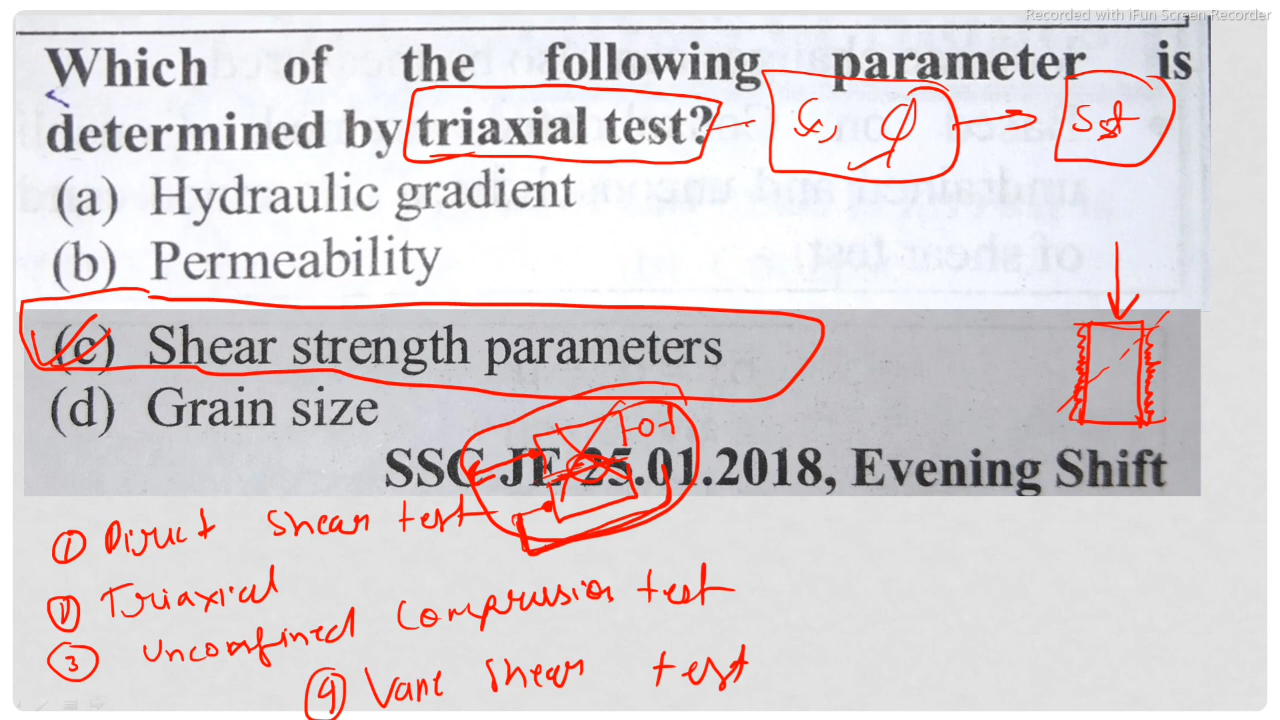 Recorded with iFun Screen Recorder
Which of the following parameter is
determined by triaxial test?
(a) Hydraulic gradient
(b) Permeability
(c) Shear strength parameters
(d) Grain size
SSC JE 25.01.2018, Evening Shift
① Direct shear test
Triaxial
③ Unconfined compression test
④ Vane shear test